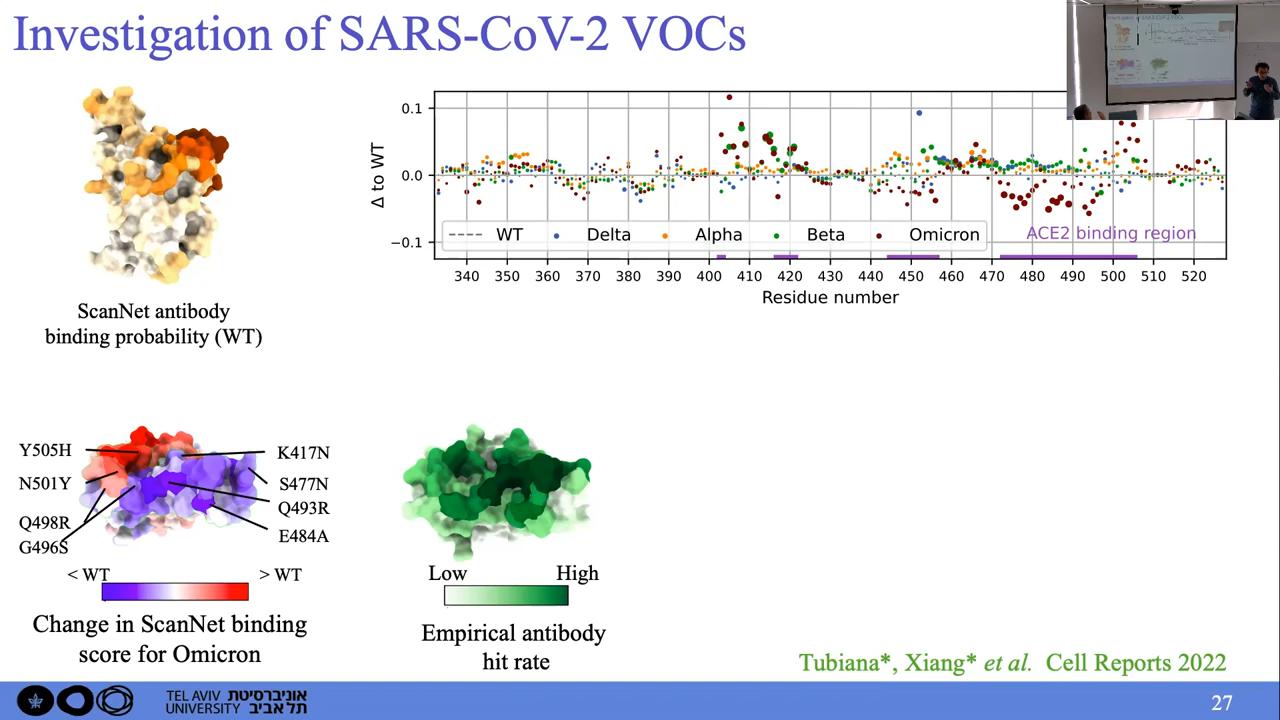 Investigation of SARS-CoV-2 VOCs
ScanNet antibody
binding probability (WT)
Δ to WT
0.1
0.0
−0.1
WT Delta Alpha Beta Omicron
ACE2 binding region
340 350 360 370 380 390 400 410 420 430 440 450 460 470 480 490 500 510 520
Residue number
Y505H
N501Y
Q498R
G496S
K417N
S477N
Q493R
E484A
< WT > WT
Change in ScanNet binding
score for Omicron
Low High
Empirical antibody
hit rate
Tubiana*, Xiang* et al. Cell Reports 2022
TEL AVIV אוניברסיטת
UNIVERSITY תל אביב
27